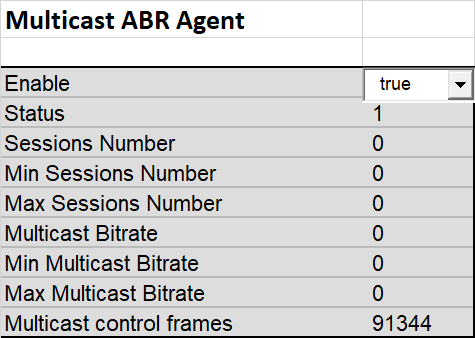 Multicast ABR Agent
Enable true
Status 1
Sessions Number 0
Min Sessions Number 0
Max Sessions Number 0
Multicast Bitrate 0
Min Multicast Bitrate 0
Max Multicast Bitrate 0
Multicast control frames 91344